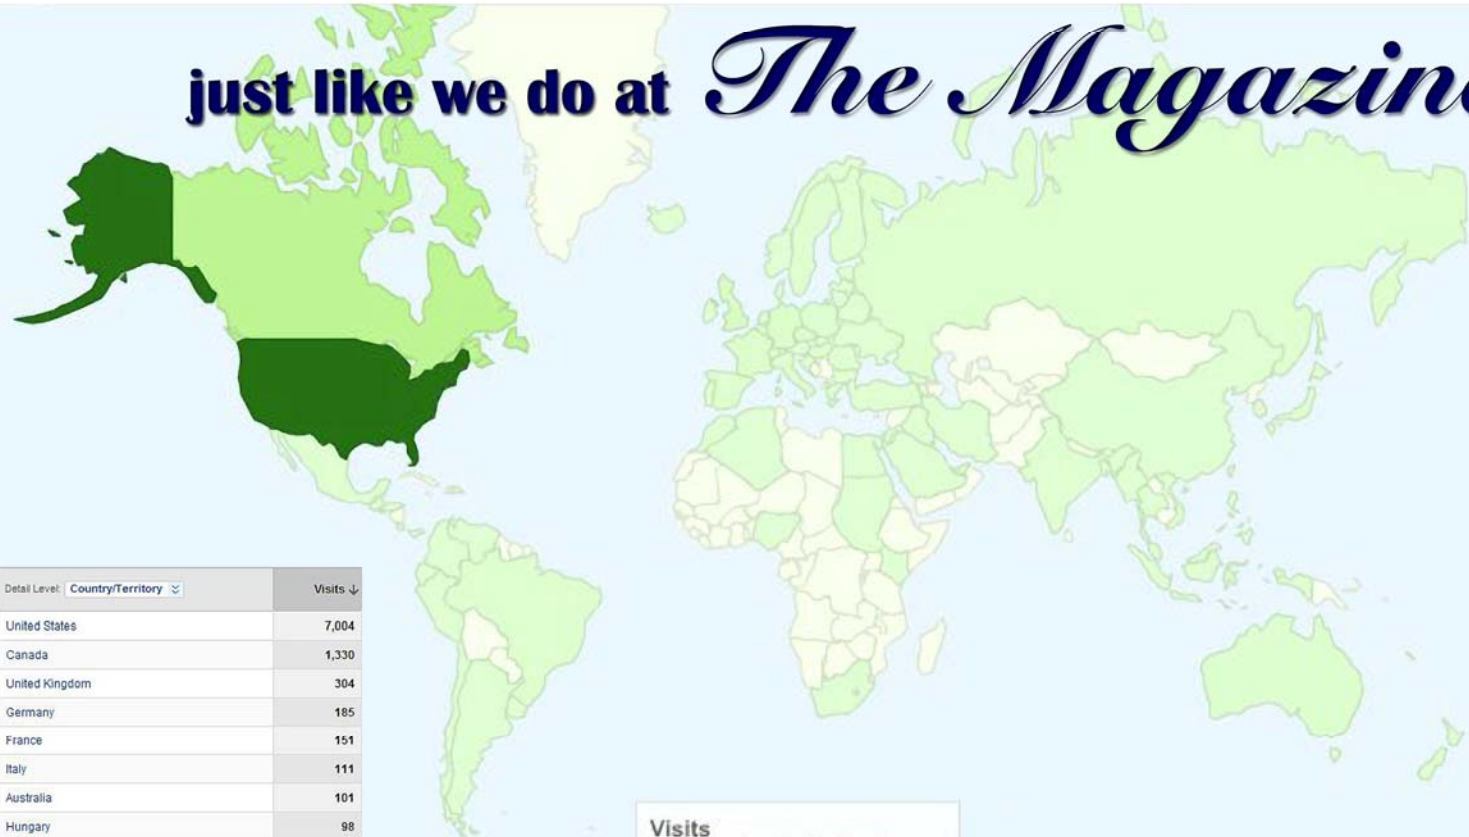 just like we do at The Magazin
Detail Level: Country/Territory Visits ↓
United States 7,004
Canada 1,330
United Kingdom 304
Germany 185
France 151
Italy 111
Australia 101
Hungary 98
Visits